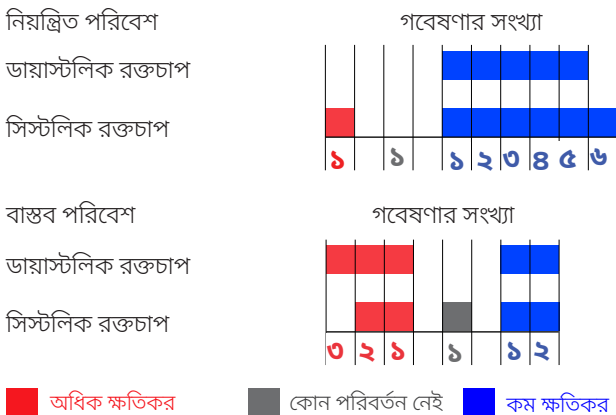 নিয়ন্ত্রিত পরিবেশ গবেষণার সংখ্যা
ডায়াস্টলিক রক্তচাপ
সিস্টলিক রক্তচাপ
১ ১ ১ ২ ৩ ৪ ৫ ৬
বাস্তব পরিবেশ গবেষণার সংখ্যা
ডায়াস্টলিক রক্তচাপ
সিস্টলিক রক্তচাপ
৩ ২ ১ ১ ১ ২
অধিক ক্ষতিকর কোন পরিবর্তন নেই কম ক্ষতিকর